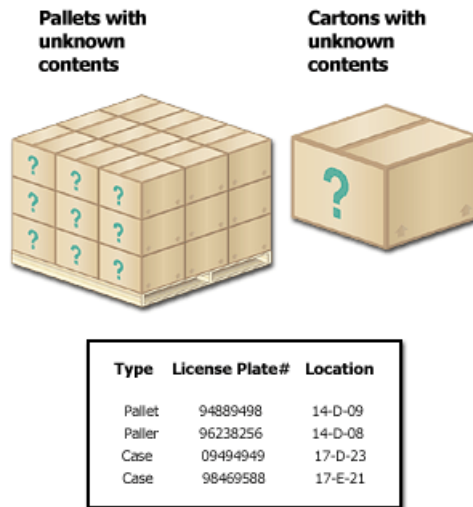 Pallets with
unknown
contents
Cartons with
unknown
contents
?
? ? ?
? ? ?
? ? ?
Type License Plate# Location
Pallet 94889498 14-D-09
Paller 96238256 14-D-08
Case 09494949 17-D-23
Case 98469588 17-E-21